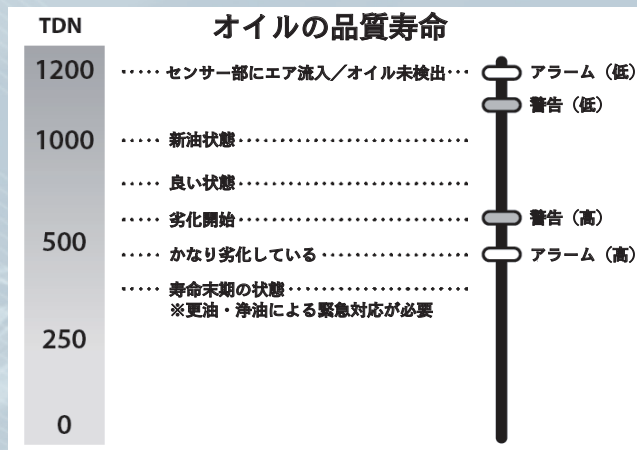 TDN オイルの品質寿命
1200 ‥‥‥ センサー部にエア流入／オイル未検出‥‥ アラーム（低）
警告（低）
1000 ‥‥‥ 新油状態‥‥‥‥‥‥‥‥‥‥‥‥
‥‥‥ 良い状態‥‥‥‥‥‥‥‥‥‥‥‥
‥‥‥ 劣化開始‥‥‥‥‥‥‥‥‥‥‥‥ 警告（高）
500
‥‥‥ かなり劣化している‥‥‥‥‥‥‥‥ アラーム（高）
‥‥‥ 寿命末期の状態‥‥‥‥‥‥‥‥‥
※更油・浄油による緊急対応が必要
250
0